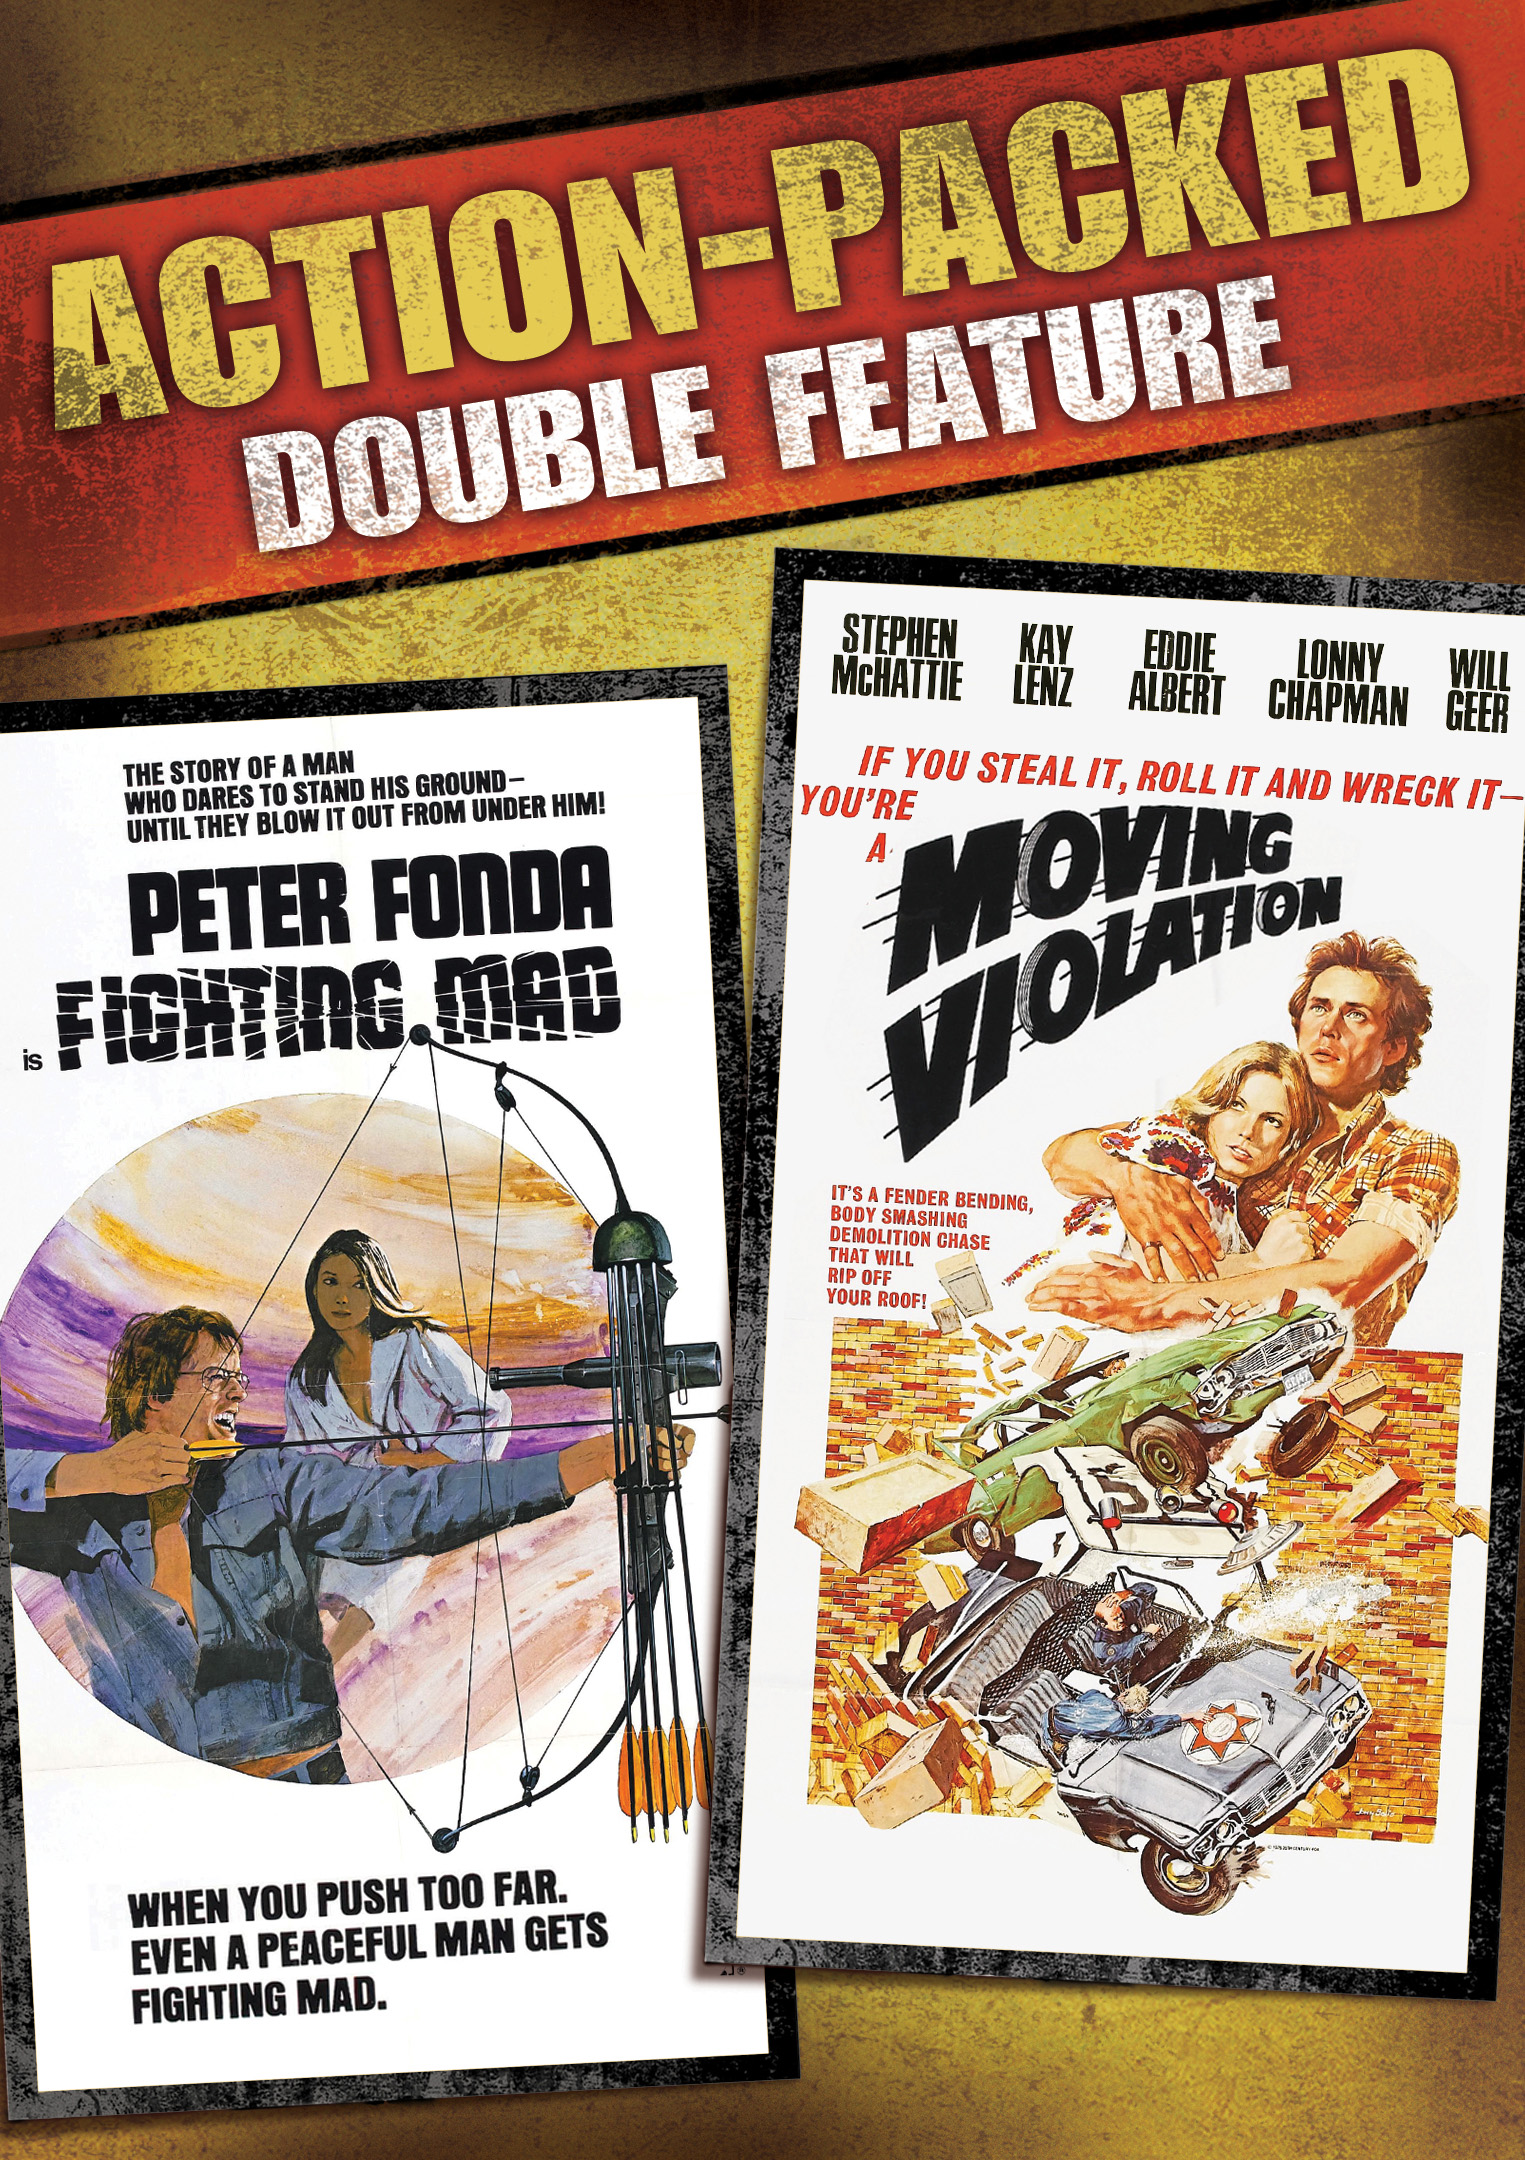 ACTION-PACKED
DOUBLE FEATURE
THE STORY OF A MAN
WHO DARES TO STAND HIS GROUND—
UNTIL THEY BLOW IT OUT FROM UNDER HIM!
PETER FONDA
is FIGHTING MAD
WHEN YOU PUSH TOO FAR.
EVEN A PEACEFUL MAN GETS
FIGHTING MAD.
STEPHEN McHATTIE
KAY LENZ
EDDIE ALBERT
LONNY CHAPMAN
WILL GEER
IF YOU STEAL IT, ROLL IT AND WRECK IT—
YOU'RE
A
MOVING
VIOLATION
IT'S A FENDER BENDING,
BODY SMASHING
DEMOLITION CHASE
THAT WILL
RIP OFF
YOUR ROOF!